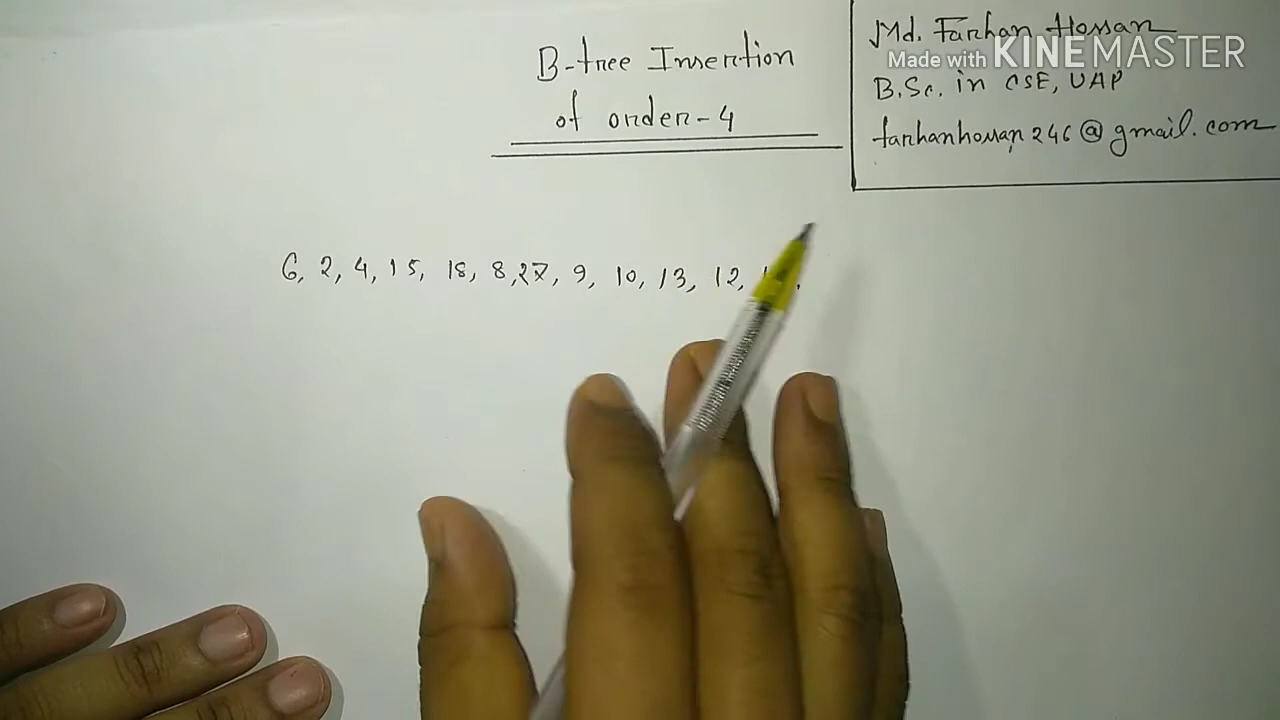 B-tree Insertion
of order-4
Md. Farhan Hossan
Made with KINEMASTER
B.Sc. in CSE, UAP
farhanhossan246@gmail.com
6, 2, 4, 15, 18, 8, 27, 9, 10, 13, 12,